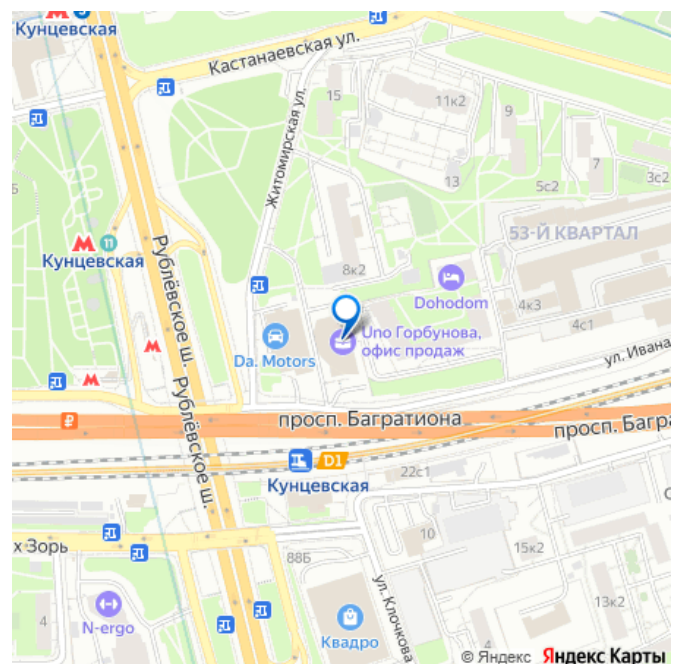 Кунцевская
Кастанаевская ул.
15
11к2
9
Житомирская ул.
13
7
5с2
3с2
11
Кунцевская
53-Й КВАРТАЛ
8к2
Dohodom
4к3
4с1
Рублёвское ш.
Uno Горбунова,
офис продаж
Da. Motors
ул. Ивана
Рублёвское ш.
просп. Багратиона
просп. Багра
D1
Кунцевская
22с1
х Зорь
10
15к2
88Б
ул. Клочкова
13к2
4
N-ergo
Квадро
© Яндекс Яндекс Карты